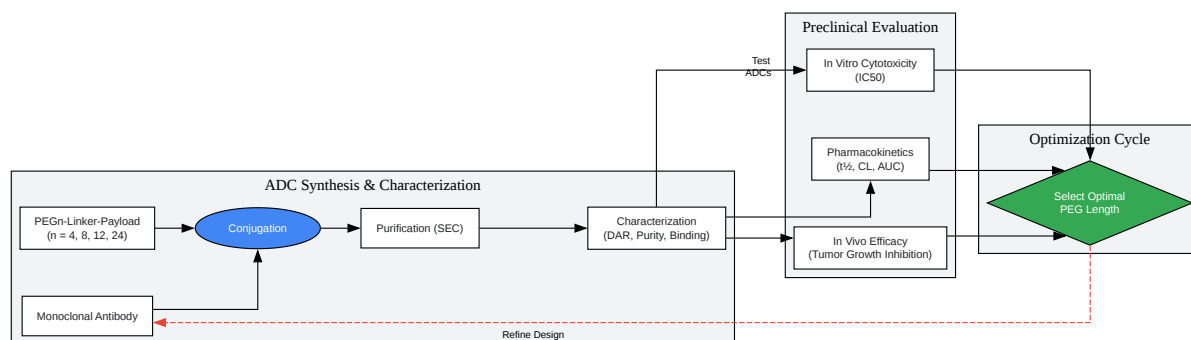 Preclinical Evaluation
Test
ADCs
In Vitro Cytotoxicity
(IC50)
Optimization Cycle
Pharmacokinetics
(t½, CL, AUC)
ADC Synthesis & Characterization
Select Optimal
PEG Length
PEGn-Linker-Payload
(n = 4, 8, 12, 24)
Conjugation
Purification (SEC)
Characterization
(DAR, Purity, Binding)
In Vivo Efficacy
(Tumor Growth Inhibition)
Monoclonal Antibody
Refine Design